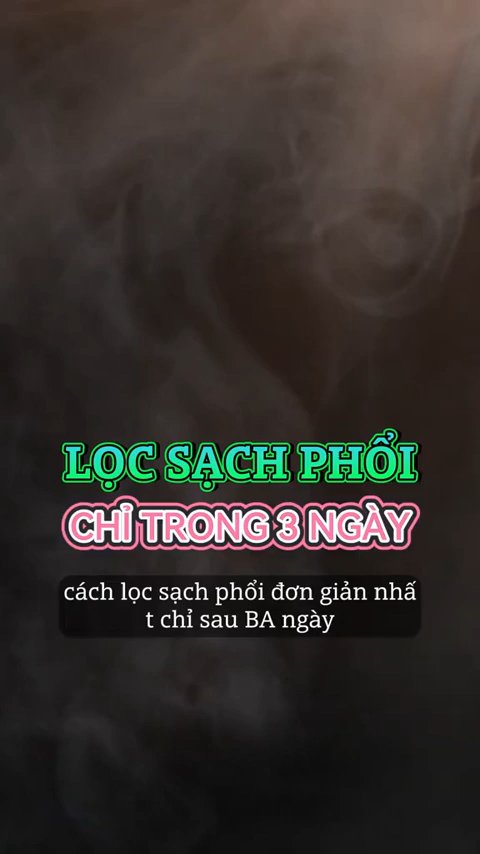 LỌC SẠCH PHỔI
CHỈ TRONG 3 NGÀY
cách lọc sạch phổi đơn giản nhấ
t chỉ sau BA ngày